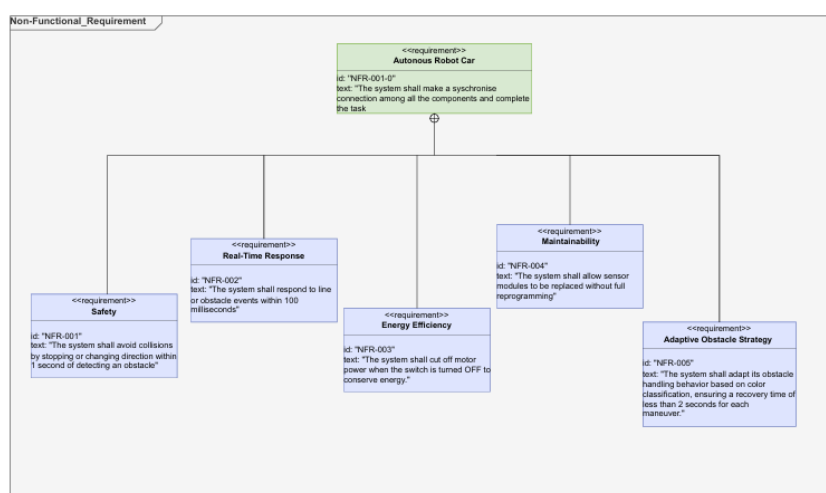 Non-Functional_Requirement
<<requirement>>
Autonous Robot Car
id: "NFR-001-0"
text: "The system shall make a syschronise
connection among all the components and complete
the task
<<requirement>>
Safety
id: "NFR-001"
text: "The system shall avoid collisions
by stopping or changing direction within
1 second of detecting an obstacle"
<<requirement>>
Real-Time Response
id: "NFR-002"
text: "The system shall respond to line
or obstacle events within 100
milliseconds"
<<requirement>>
Energy Efficiency
id: "NFR-003"
text: "The system shall cut off motor
power when the switch is turned OFF to
conserve energy."
<<requirement>>
Maintainability
id: "NFR-004"
text: "The system shall allow sensor
modules to be replaced without full
reprogramming"
<<requirement>>
Adaptive Obstacle Strategy
id: "NFR-005"
text: "The system shall adapt its obstacle
handling behavior based on color
classification, ensuring a recovery time of
less than 2 seconds for each
maneuver."